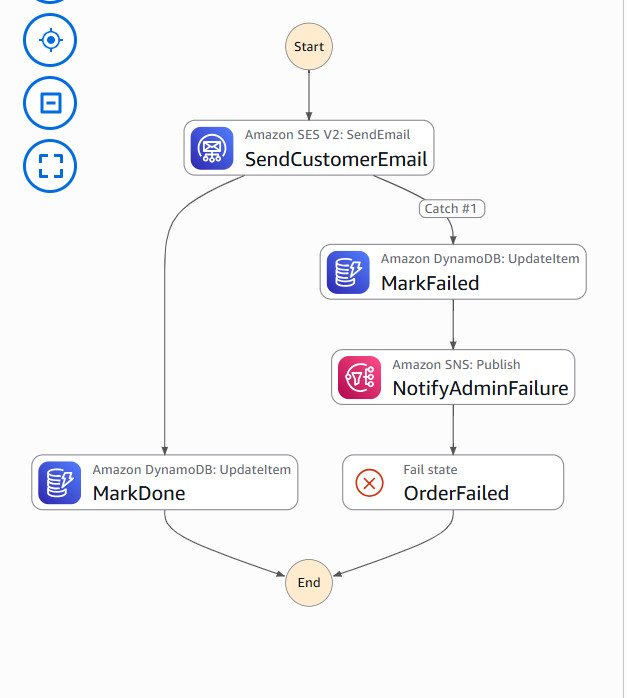 Start
Amazon SES V2: SendEmail
SendCustomerEmail
Catch #1
Amazon DynamoDB: UpdateItem
MarkFailed
Amazon SNS: Publish
NotifyAdminFailure
Amazon DynamoDB: UpdateItem
MarkDone
Fail state
OrderFailed
End